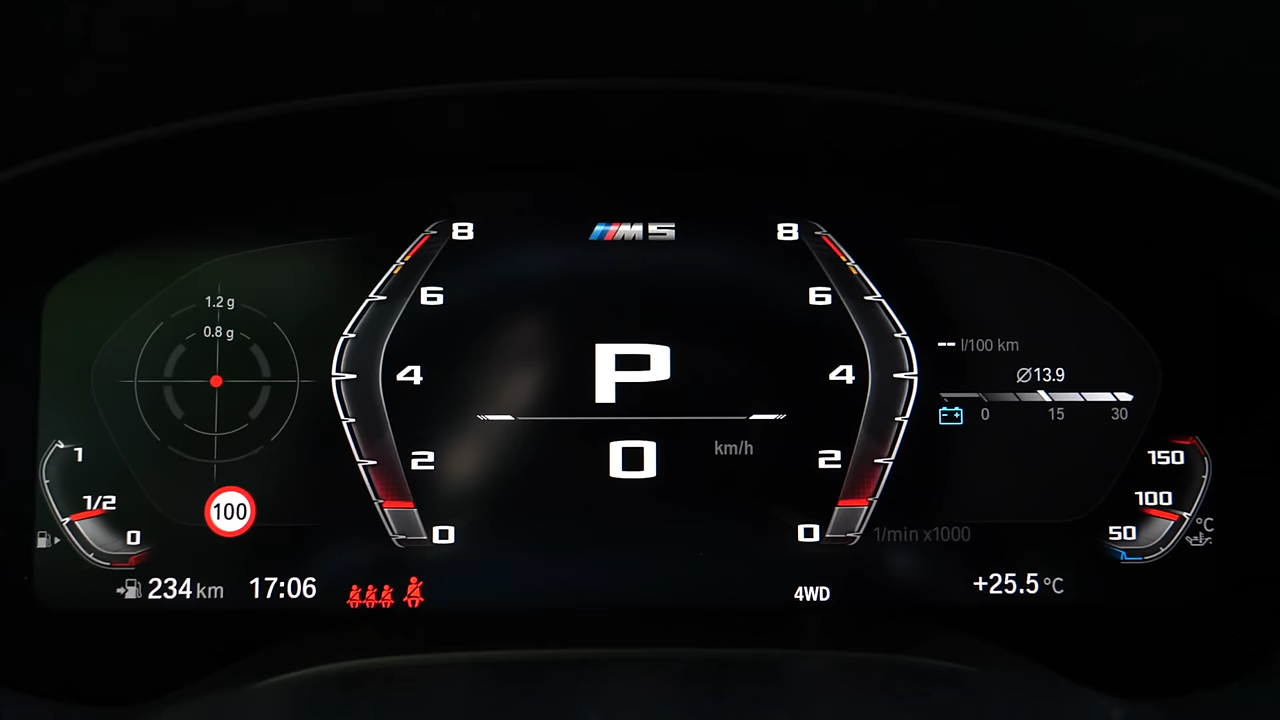 M5
8
8
6
6
1.2 g
0.8 g
P
-- l/100 km
Ø13.9
4
4
0 15 30
0 km/h
2
2
1
1/2
0
100
150
100
50
°C
0
0
1/min x1000
234 km
17:06
4WD
+25.5 °C